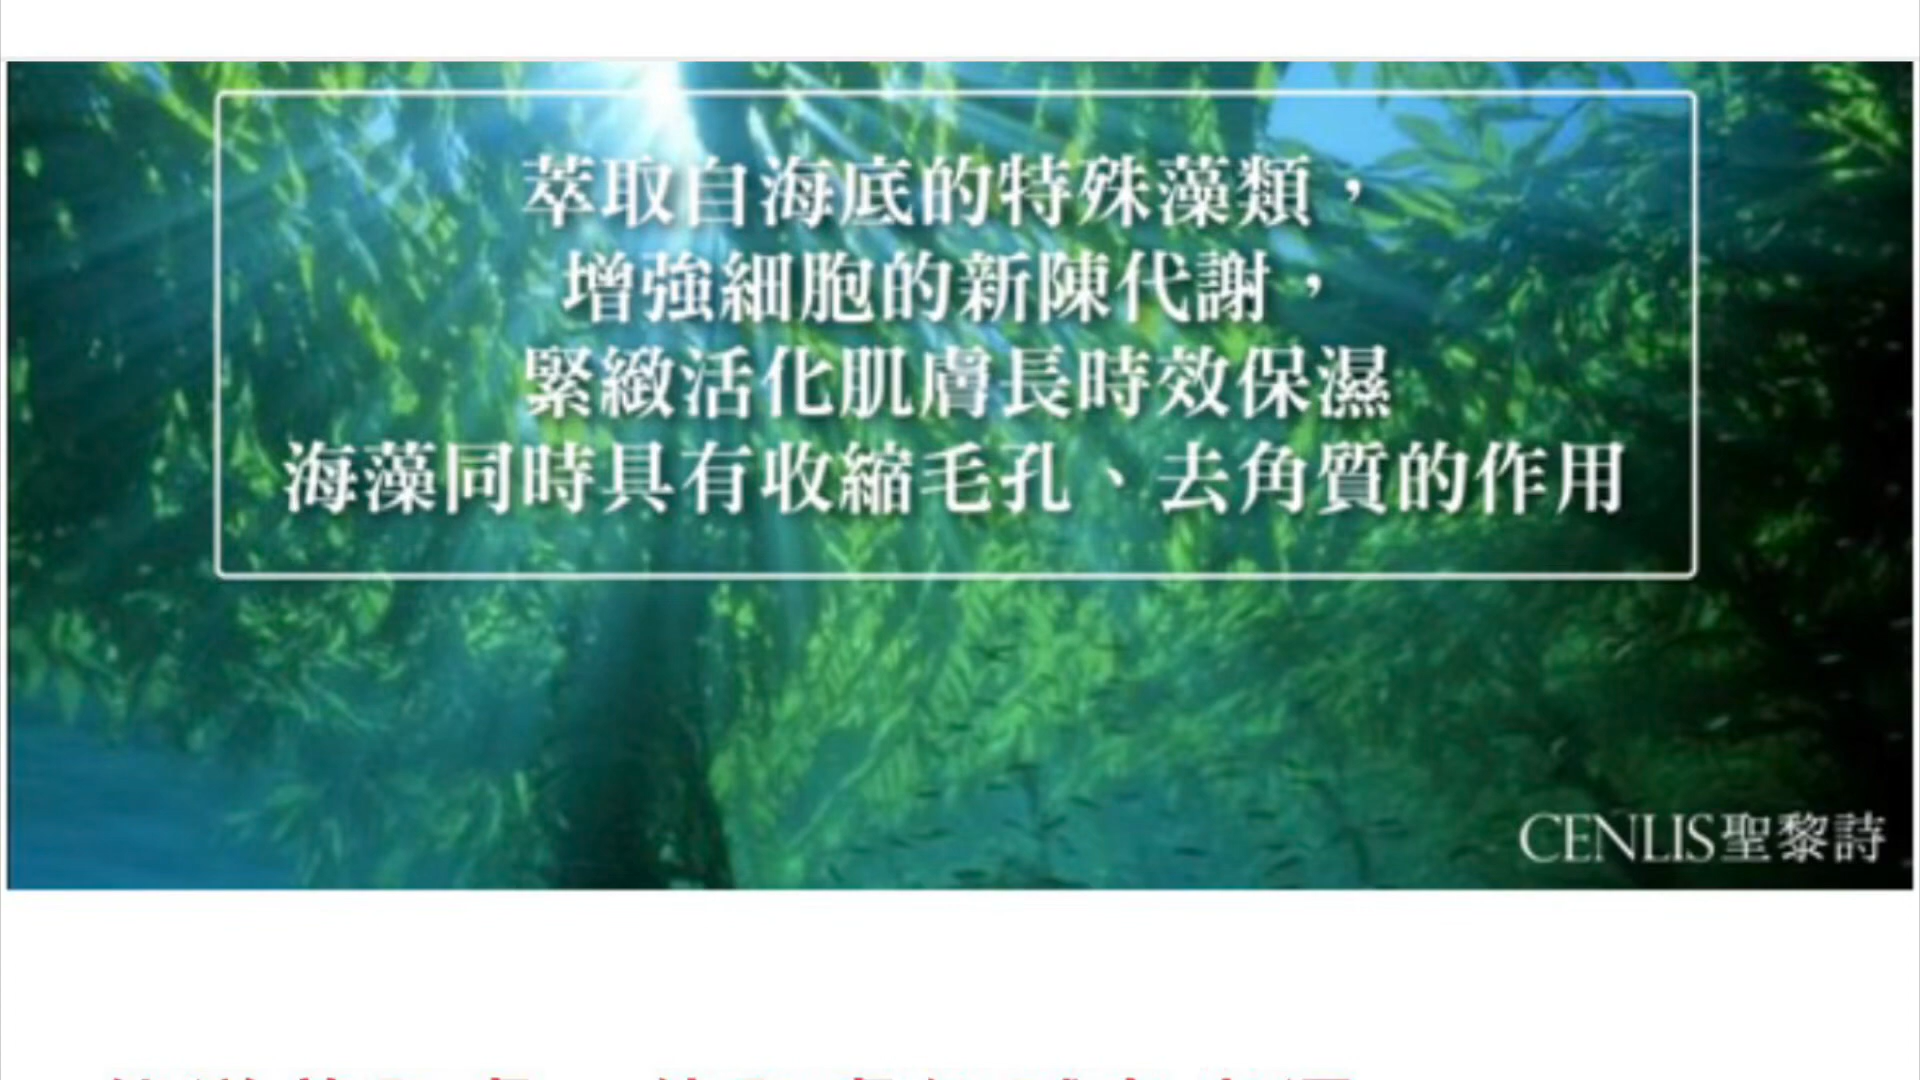 萃取自海底的特殊藻類，
增強細胞的新陳代謝，
緊緻活化肌膚長時效保濕
海藻同時具有收縮毛孔、去角質的作用
CENLIS聖黎詩